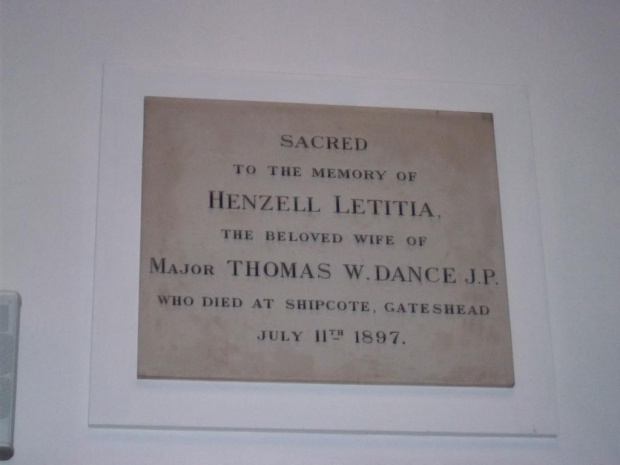 SACRED
TO THE MEMORY OF
HENZELL LETITIA,
THE BELOVED WIFE OF
MAJOR THOMAS W. DANCE J.P.
WHO DIED AT SHIPCOTE, GATESHEAD
JULY 11TH 1897.